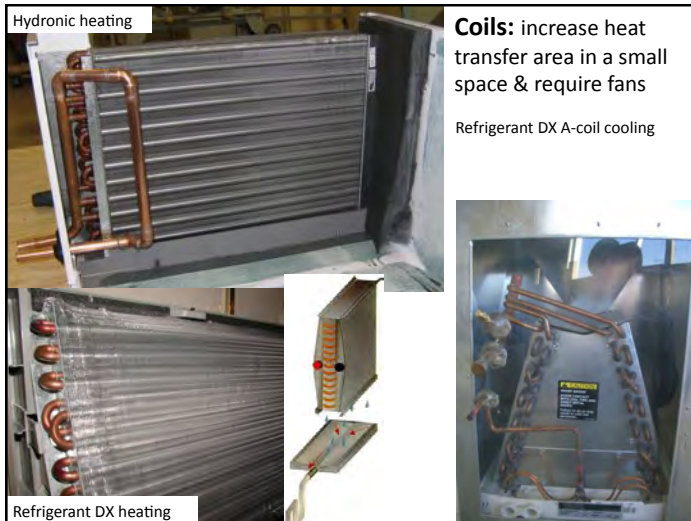 Hydronic heating
Coils: increase heat
transfer area in a small
space & require fans
Refrigerant DX A-coil cooling
CAUTION
Refrigerant DX heating